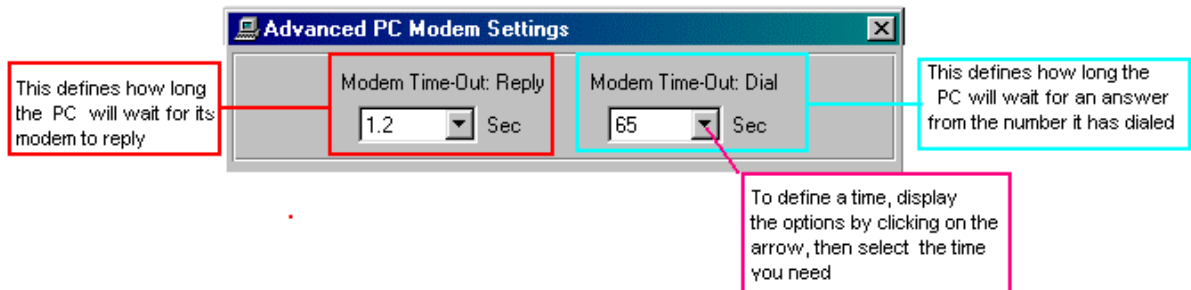 Advanced PC Modem Settings
This defines how long
the PC will wait for its
modem to reply
Modem Time-Out: Reply
1.2 Sec
Modem Time-Out: Dial
65 Sec
This defines how long the
PC will wait for an answer
from the number it has dialed
To define a time, display
the options by clicking on the
arrow, then select the time
you need